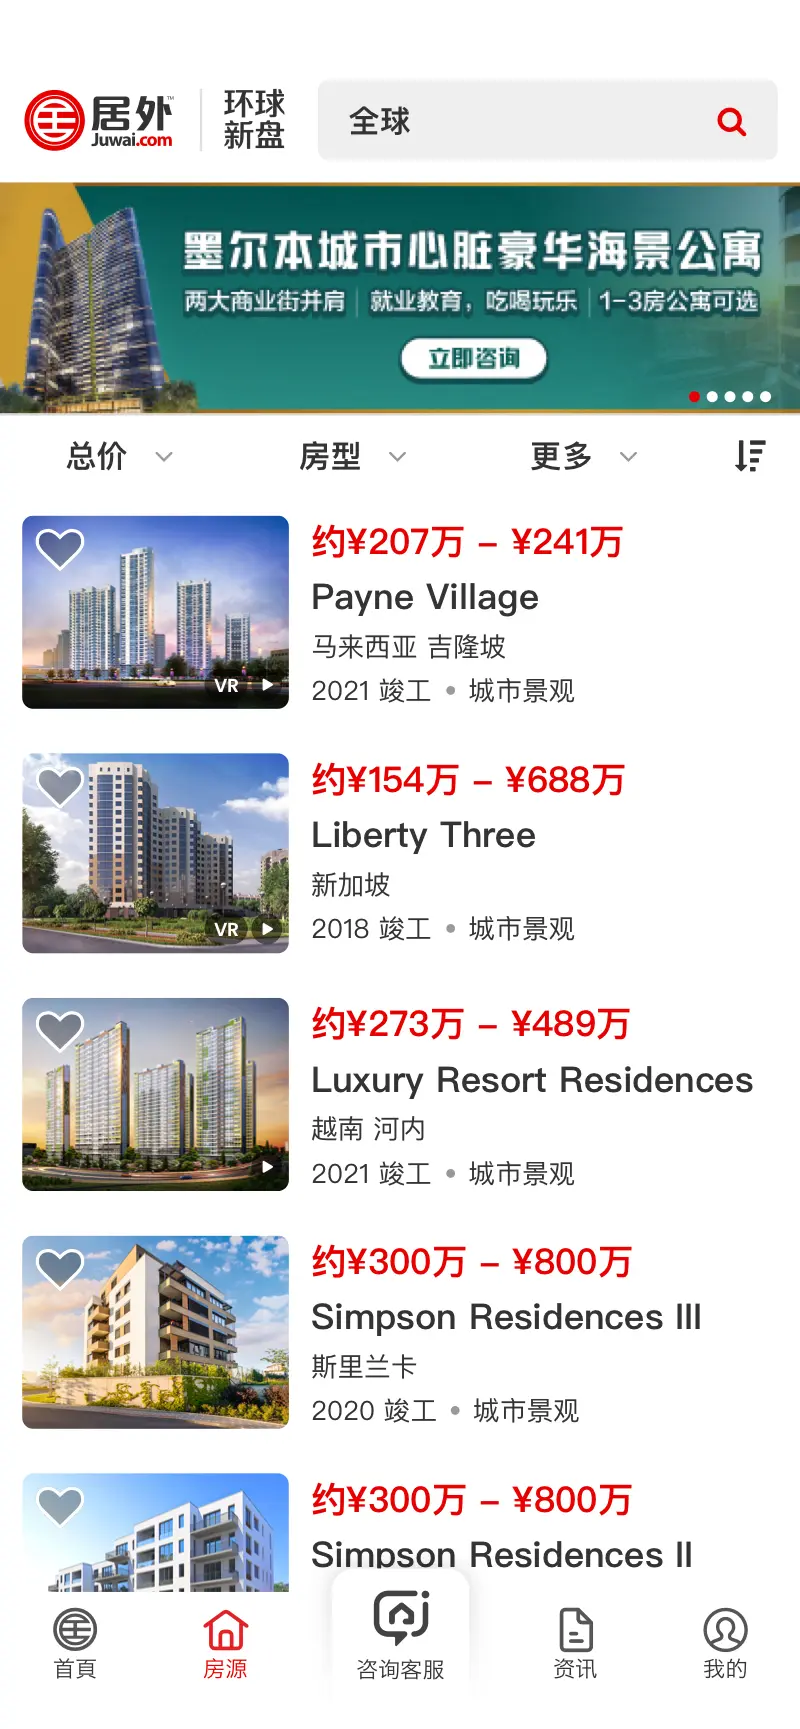 居外™
Juwai.com
环球
新盘
全球
墨尔本城市心脏豪华海景公寓
两大商业街并肩 | 就业教育，吃喝玩乐 | 1-3房公寓可选
立即咨询
总价
房型
更多
约¥207万 – ¥241万
Payne Village
马来西亚 吉隆坡
2021 竣工 • 城市景观
VR
约¥154万 – ¥688万
Liberty Three
新加坡
2018 竣工 • 城市景观
VR
约¥273万 – ¥489万
Luxury Resort Residences
越南 河内
2021 竣工 • 城市景观
约¥300万 – ¥800万
Simpson Residences III
斯里兰卡
2020 竣工 • 城市景观
约¥300万 – ¥800万
Simpson Residences II
首頁
房源
咨询客服
资讯
我的